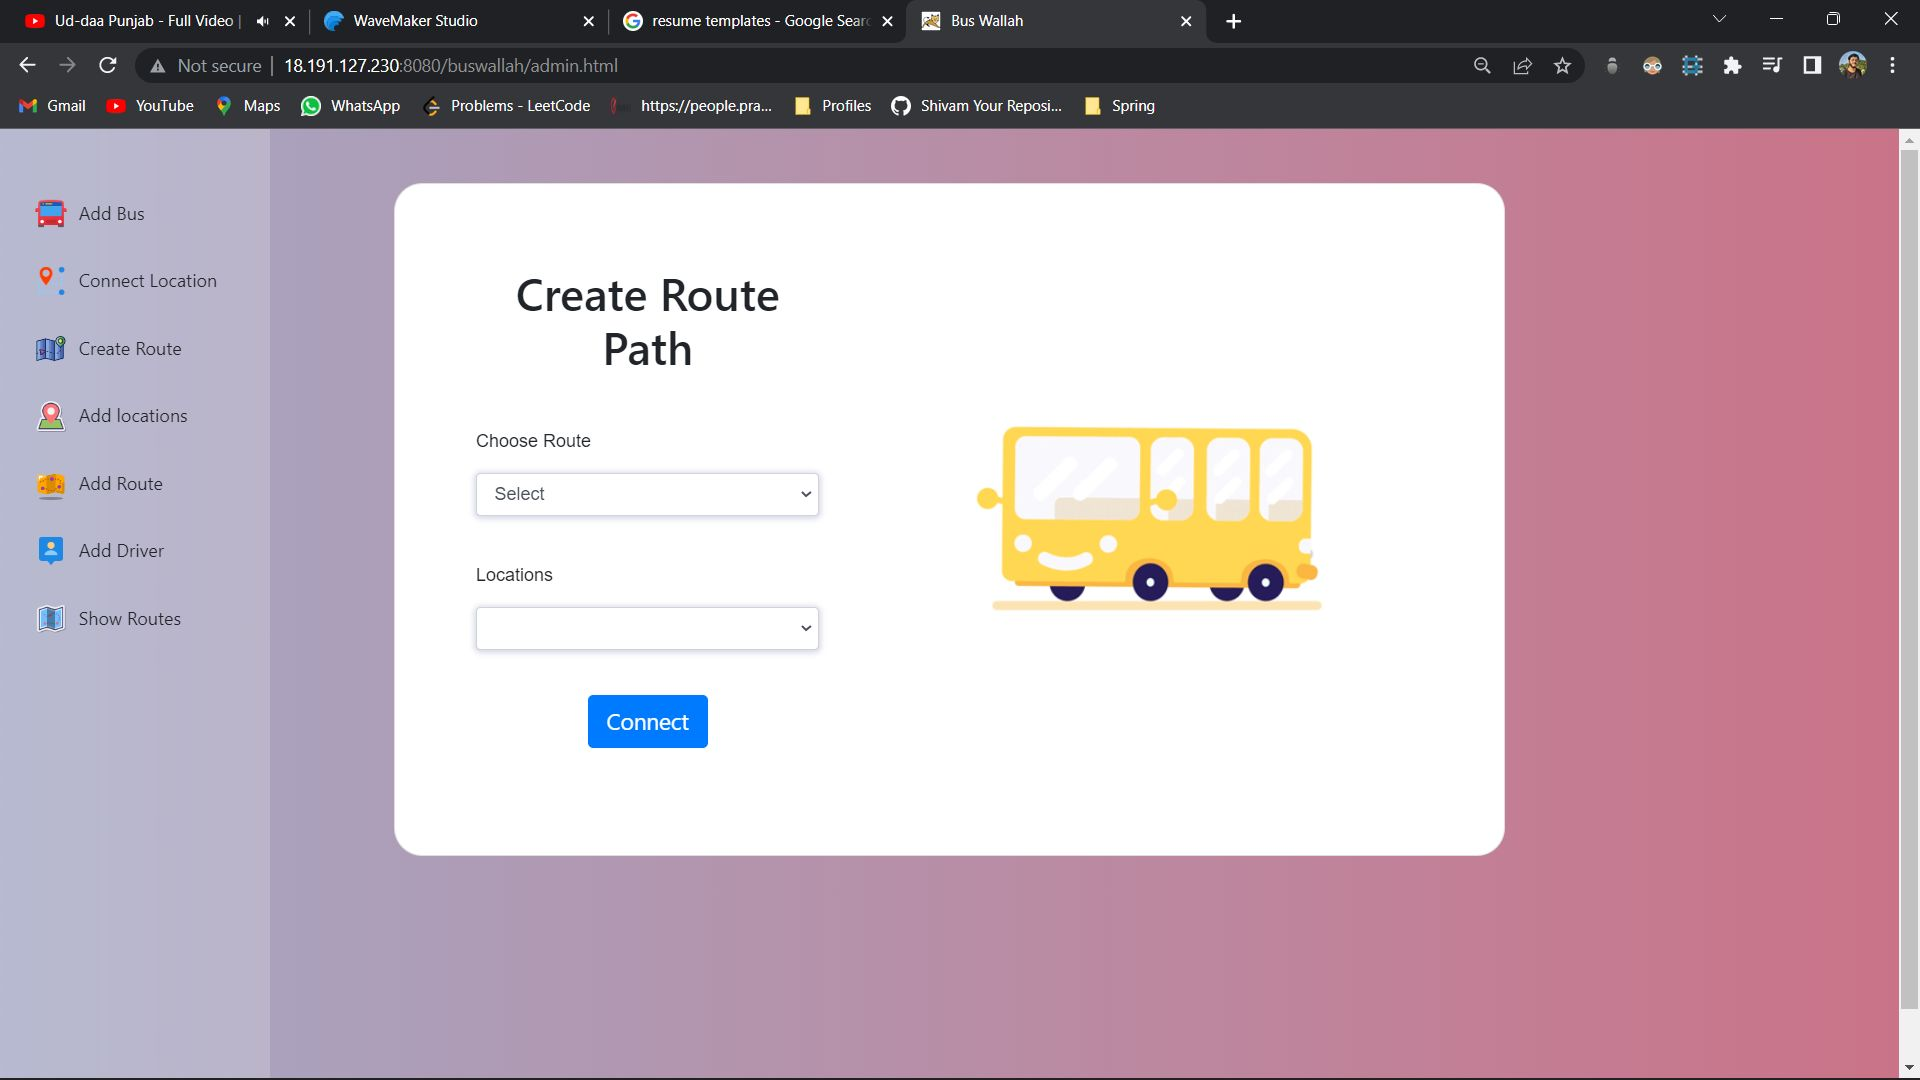 Ud-daa Punjab - Full Video |
WaveMaker Studio
resume templates - Google Sear
Bus Wallah
Not secure
18.191.127.230:8080/buswallah/admin.html
Gmail
YouTube
Maps
WhatsApp
Problems - LeetCode
https://people.pra...
Profiles
Shivam Your Reposi...
Spring
Add Bus
Connect Location
Create Route
Add locations
Add Route
Add Driver
Show Routes
Create Route
Path
Choose Route
Select
Locations
Connect